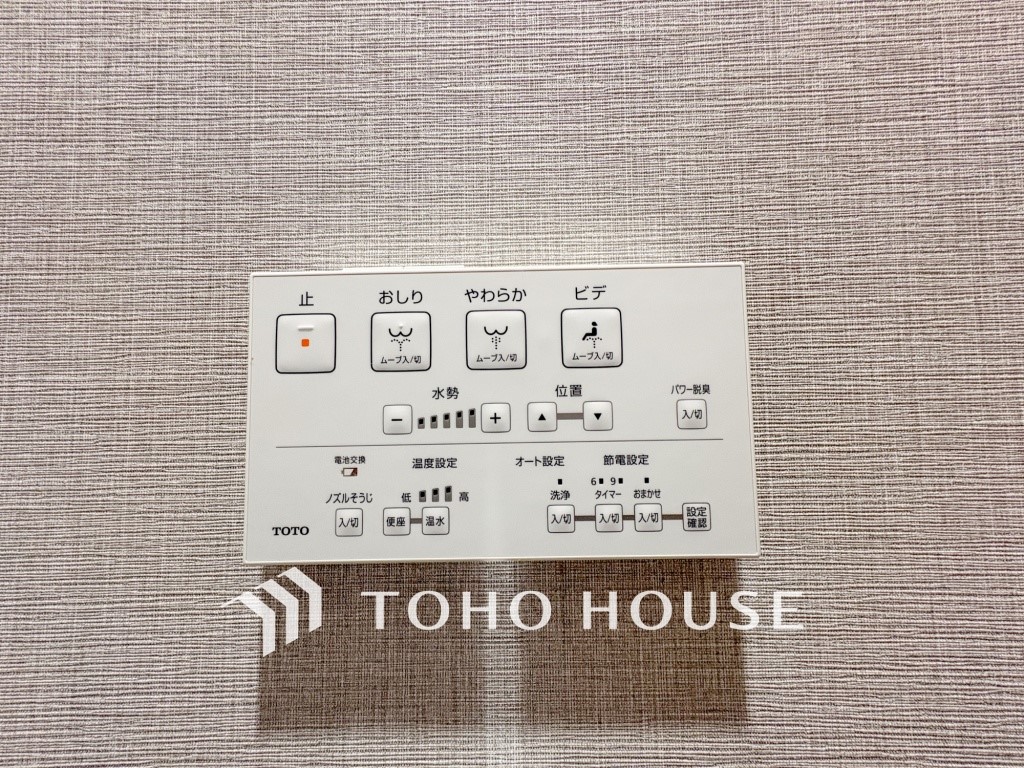 止 おしり やわらか ビデ
ムーブ入/切 ムーブ入/切 ムーブ入/切
水勢 位置 パワー脱臭
− + ▲ ▼ 入/切
電池交換 温度設定 オート設定 節電設定
6 9
ノズルそうじ 低 高 洗浄 タイマー おまかせ
入/切 便座 温水 入/切 入/切 入/切 設定
確認
TOTO
TOHO HOUSE